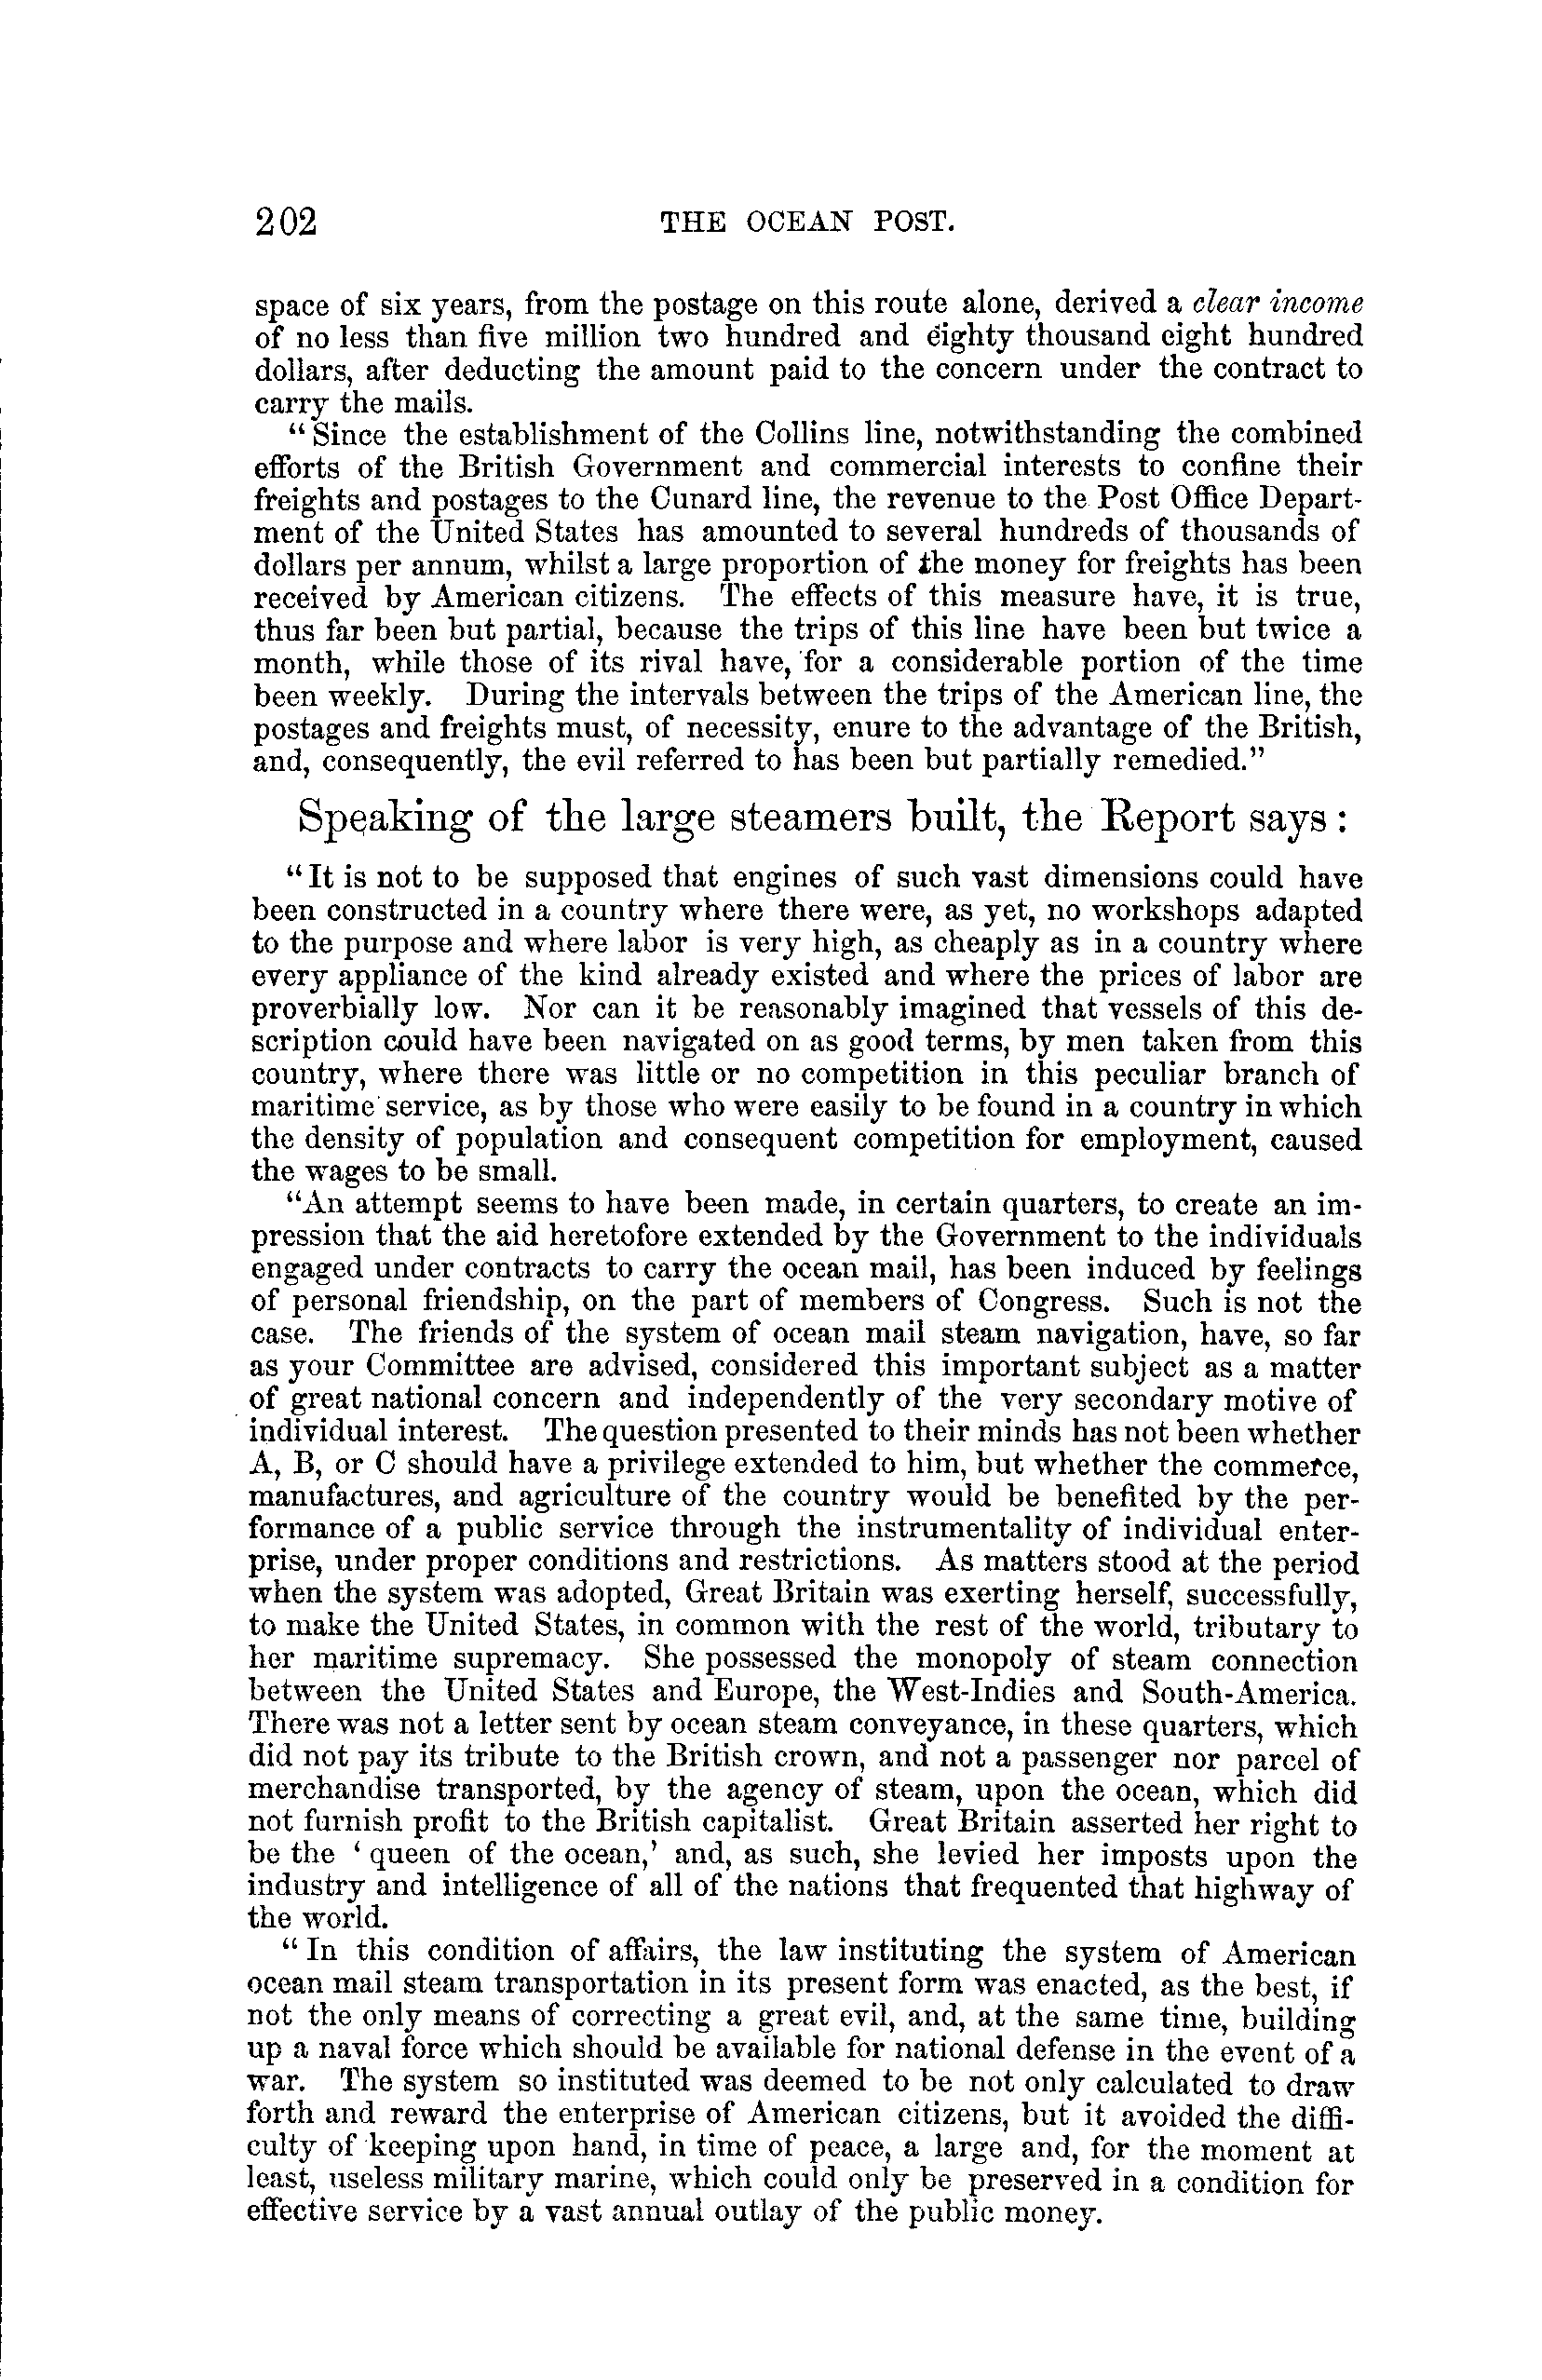 202 THE OCEAN POST.
space of six years, from the postage on this route alone, derived a clear income
of no less than five million two hundred and eighty thousand eight hundred
dollars, after deducting the amount paid to the concern under the contract to
carry the mails.
“Since the establishment of the Collins line, notwithstanding the combined
efforts of the British Government and commercial interests to confine their
freights and postages to the Cunard line, the revenue to the Post Office Depart-
ment of the United States has amounted to several hundreds of thousands of
dollars per annum, whilst a large proportion of the money for freights has been
received by American citizens. The effects of this measure have, it is true,
thus far been but partial, because the trips of this line have been but twice a
month, while those of its rival have, for a considerable portion of the time
been weekly. During the intervals between the trips of the American line, the
postages and freights must, of necessity, enure to the advantage of the British,
and, consequently, the evil referred to has been but partially remedied.”
Speaking of the large steamers built, the Report says:
“It is not to be supposed that engines of such vast dimensions could have
been constructed in a country where there were, as yet, no workshops adapted
to the purpose and where labor is very high, as cheaply as in a country where
every appliance of the kind already existed and where the prices of labor are
proverbially low. Nor can it be reasonably imagined that vessels of this de-
scription could have been navigated on as good terms, by men taken from this
country, where there was little or no competition in this peculiar branch of
maritime service, as by those who were easily to be found in a country in which
the density of population and consequent competition for employment, caused
the wages to be small.
“An attempt seems to have been made, in certain quarters, to create an im-
pression that the aid heretofore extended by the Government to the individuals
engaged under contracts to carry the ocean mail, has been induced by feelings
of personal friendship, on the part of members of Congress. Such is not the
case. The friends of the system of ocean mail steam navigation, have, so far
as your Committee are advised, considered this important subject as a matter
of great national concern and independently of the very secondary motive of
individual interest. The question presented to their minds has not been whether
A, B, or C should have a privilege extended to him, but whether the commerce,
manufactures, and agriculture of the country would be benefited by the per-
formance of a public service through the instrumentality of individual enter-
prise, under proper conditions and restrictions. As matters stood at the period
when the system was adopted, Great Britain was exerting herself, successfully,
to make the United States, in common with the rest of the world, tributary to
her maritime supremacy. She possessed the monopoly of steam connection
between the United States and Europe, the West-Indies and South-America.
There was not a letter sent by ocean steam conveyance, in these quarters, which
did not pay its tribute to the British crown, and not a passenger nor parcel of
merchandise transported, by the agency of steam, upon the ocean, which did
not furnish profit to the British capitalist. Great Britain asserted her right to
be the ‘queen of the ocean,’ and, as such, she levied her imposts upon the
industry and intelligence of all of the nations that frequented that highway of
the world.
“In this condition of affairs, the law instituting the system of American
ocean mail steam transportation in its present form was enacted, as the best, if
not the only means of correcting a great evil, and, at the same time, building
up a naval force which should be available for national defense in the event of a
war. The system so instituted was deemed to be not only calculated to draw
forth and reward the enterprise of American citizens, but it avoided the diffi-
culty of keeping upon hand, in time of peace, a large and, for the moment at
least, useless military marine, which could only be preserved in a condition for
effective service by a vast annual outlay of the public money.